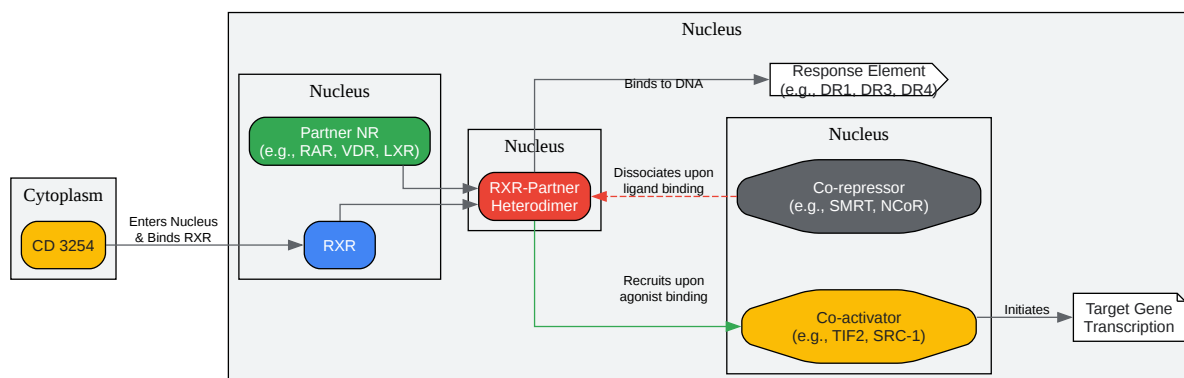 Nucleus
Response Element
(e.g., DR1, DR3, DR4)
Binds to DNA
Nucleus
Partner NR
(e.g., RAR, VDR, LXR)
Nucleus
Nucleus
RXR-Partner
Heterodimer
Dissociates upon
ligand binding
Co-repressor
(e.g., SMRT, NCoR)
Cytoplasm
CD 3254
Enters Nucleus
& Binds RXR
RXR
Recruits upon
agonist binding
Co-activator
(e.g., TIF2, SRC-1)
Initiates
Target Gene
Transcription